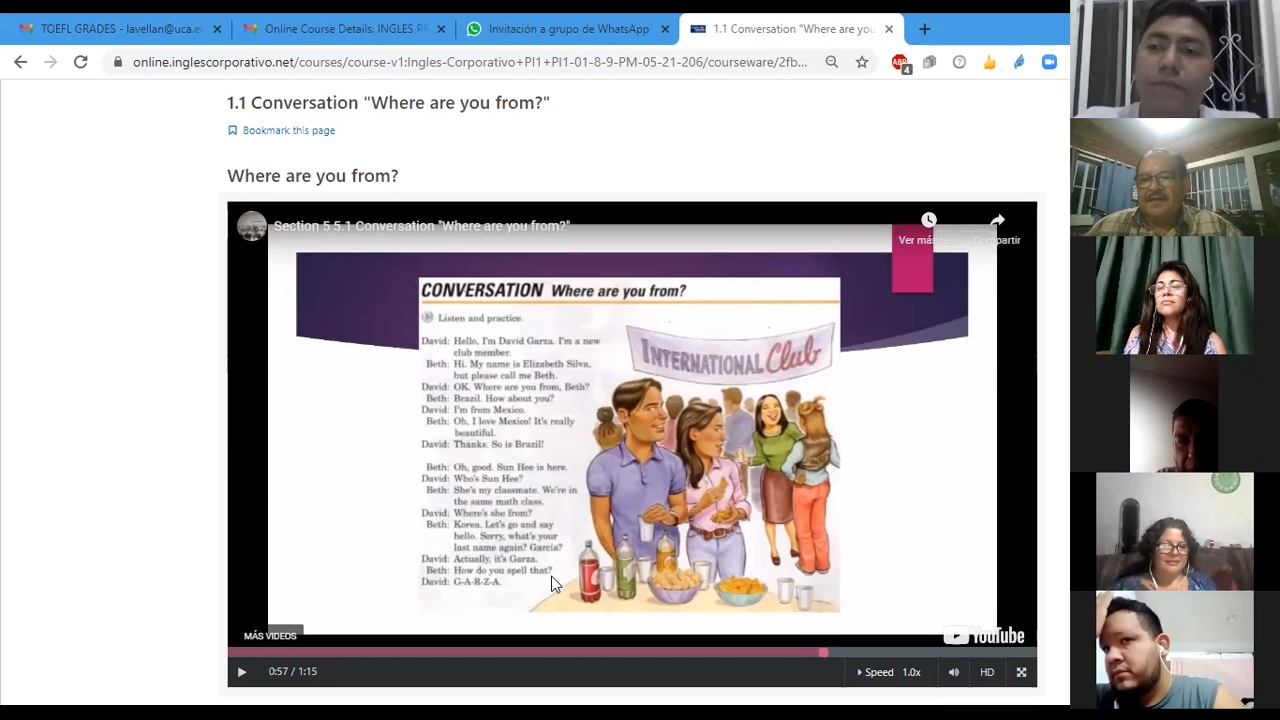 TOEFL GRADES - lavellan@uca.ec
Online Course Details: INGLES PR
Invitación a grupo de WhatsApp
1.1 Conversation "Where are you
online.inglescorporativo.net/courses/course-v1:Ingles-Corporativo+PI1+PI1-01-8-9-PM-05-21-206/courseware/2fb...
ABP
4
1.1 Conversation "Where are you from?"
Bookmark this page
Where are you from?
Section 5 5.1 Conversation "Where are you from?"
Ver más
Compartir
CONVERSATION Where are you from?
Listen and practice.
David: Hello, I'm David Garza. I'm a new
club member.
Beth: Hi. My name is Elizabeth Silva,
but please call me Beth.
David: OK. Where are you from, Beth?
Beth: Brazil. How about you?
David: I'm from Mexico.
Beth: Oh, I love Mexico! It's really
beautiful.
David: Thanks. So is Brazil!
Beth: Oh, good. Sun Hee is here.
David: Who's Sun Hee?
Beth: She's my classmate. We're in
the same math class.
David: Where's she from?
Beth: Korea. Let's go and say
hello. Sorry, what's your
last name again? Garcia?
David: Actually, it's Garza.
Beth: How do you spell that?
David: G-A-R-Z-A.
INTERNATIONAL Club
MÁS VIDEOS
YouTube
0:57 / 1:15
Speed 1.0x
HD